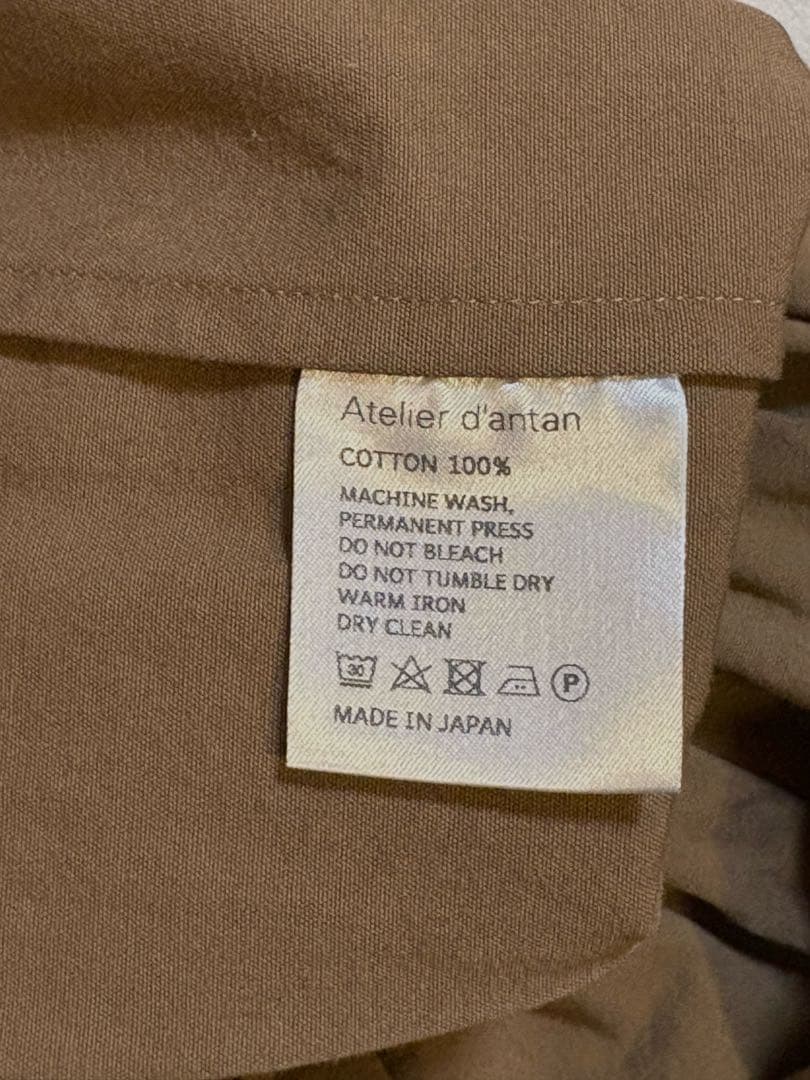 Atelier d'antan
COTTON 100%
MACHINE WASH,
PERMANENT PRESS
DO NOT BLEACH
DO NOT TUMBLE DRY
WARM IRON
DRY CLEAN
30 P
MADE IN JAPAN